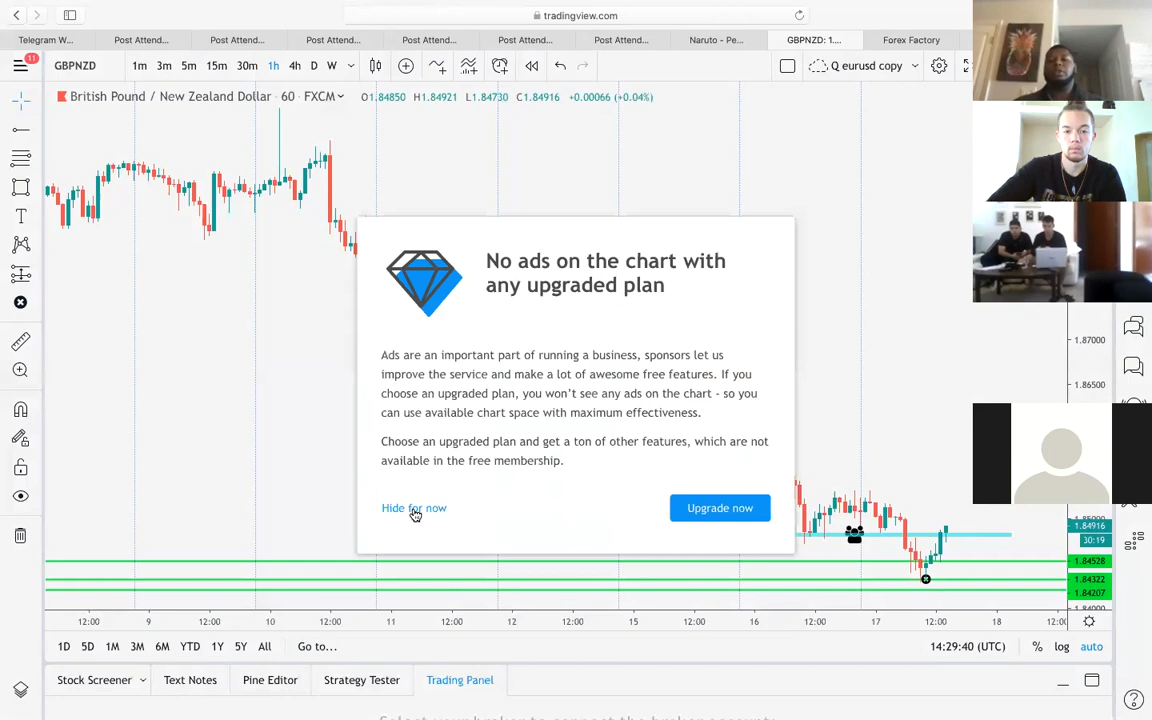 tradingview.com
Telegram W...
Post Attend...
Post Attend...
Post Attend...
Post Attend...
Post Attend...
Post Attend...
Naruto - Pe...
GBPNZD: 1....
Forex Factory
11
GBPNZD
1m 3m 5m 15m 30m 1h 4h D W
Q eurusd copy
British Pound / New Zealand Dollar · 60 · FXCM
O1.84850 H1.84921 L1.84730 C1.84916 +0.00066 (+0.04%)
No ads on the chart with
any upgraded plan
Ads are an important part of running a business, sponsors let us
improve the service and make a lot of awesome free features. If you
choose an upgraded plan, you won't see any ads on the chart - so you
can use available chart space with maximum effectiveness.
Choose an upgraded plan and get a ton of other features, which are not
available in the free membership.
Hide for now
Upgrade now
1.87000
1.86500
1.84916
30:19
1.84528
1.84322
1.84207
12:00 9 12:00 10 12:00 11 12:00 12 12:00 15 12:00 16 12:00 17 12:00 18
1D 5D 1M 3M 6M YTD 1Y 5Y All Go to...
14:29:40 (UTC) % log auto
Stock Screener Text Notes Pine Editor Strategy Tester Trading Panel